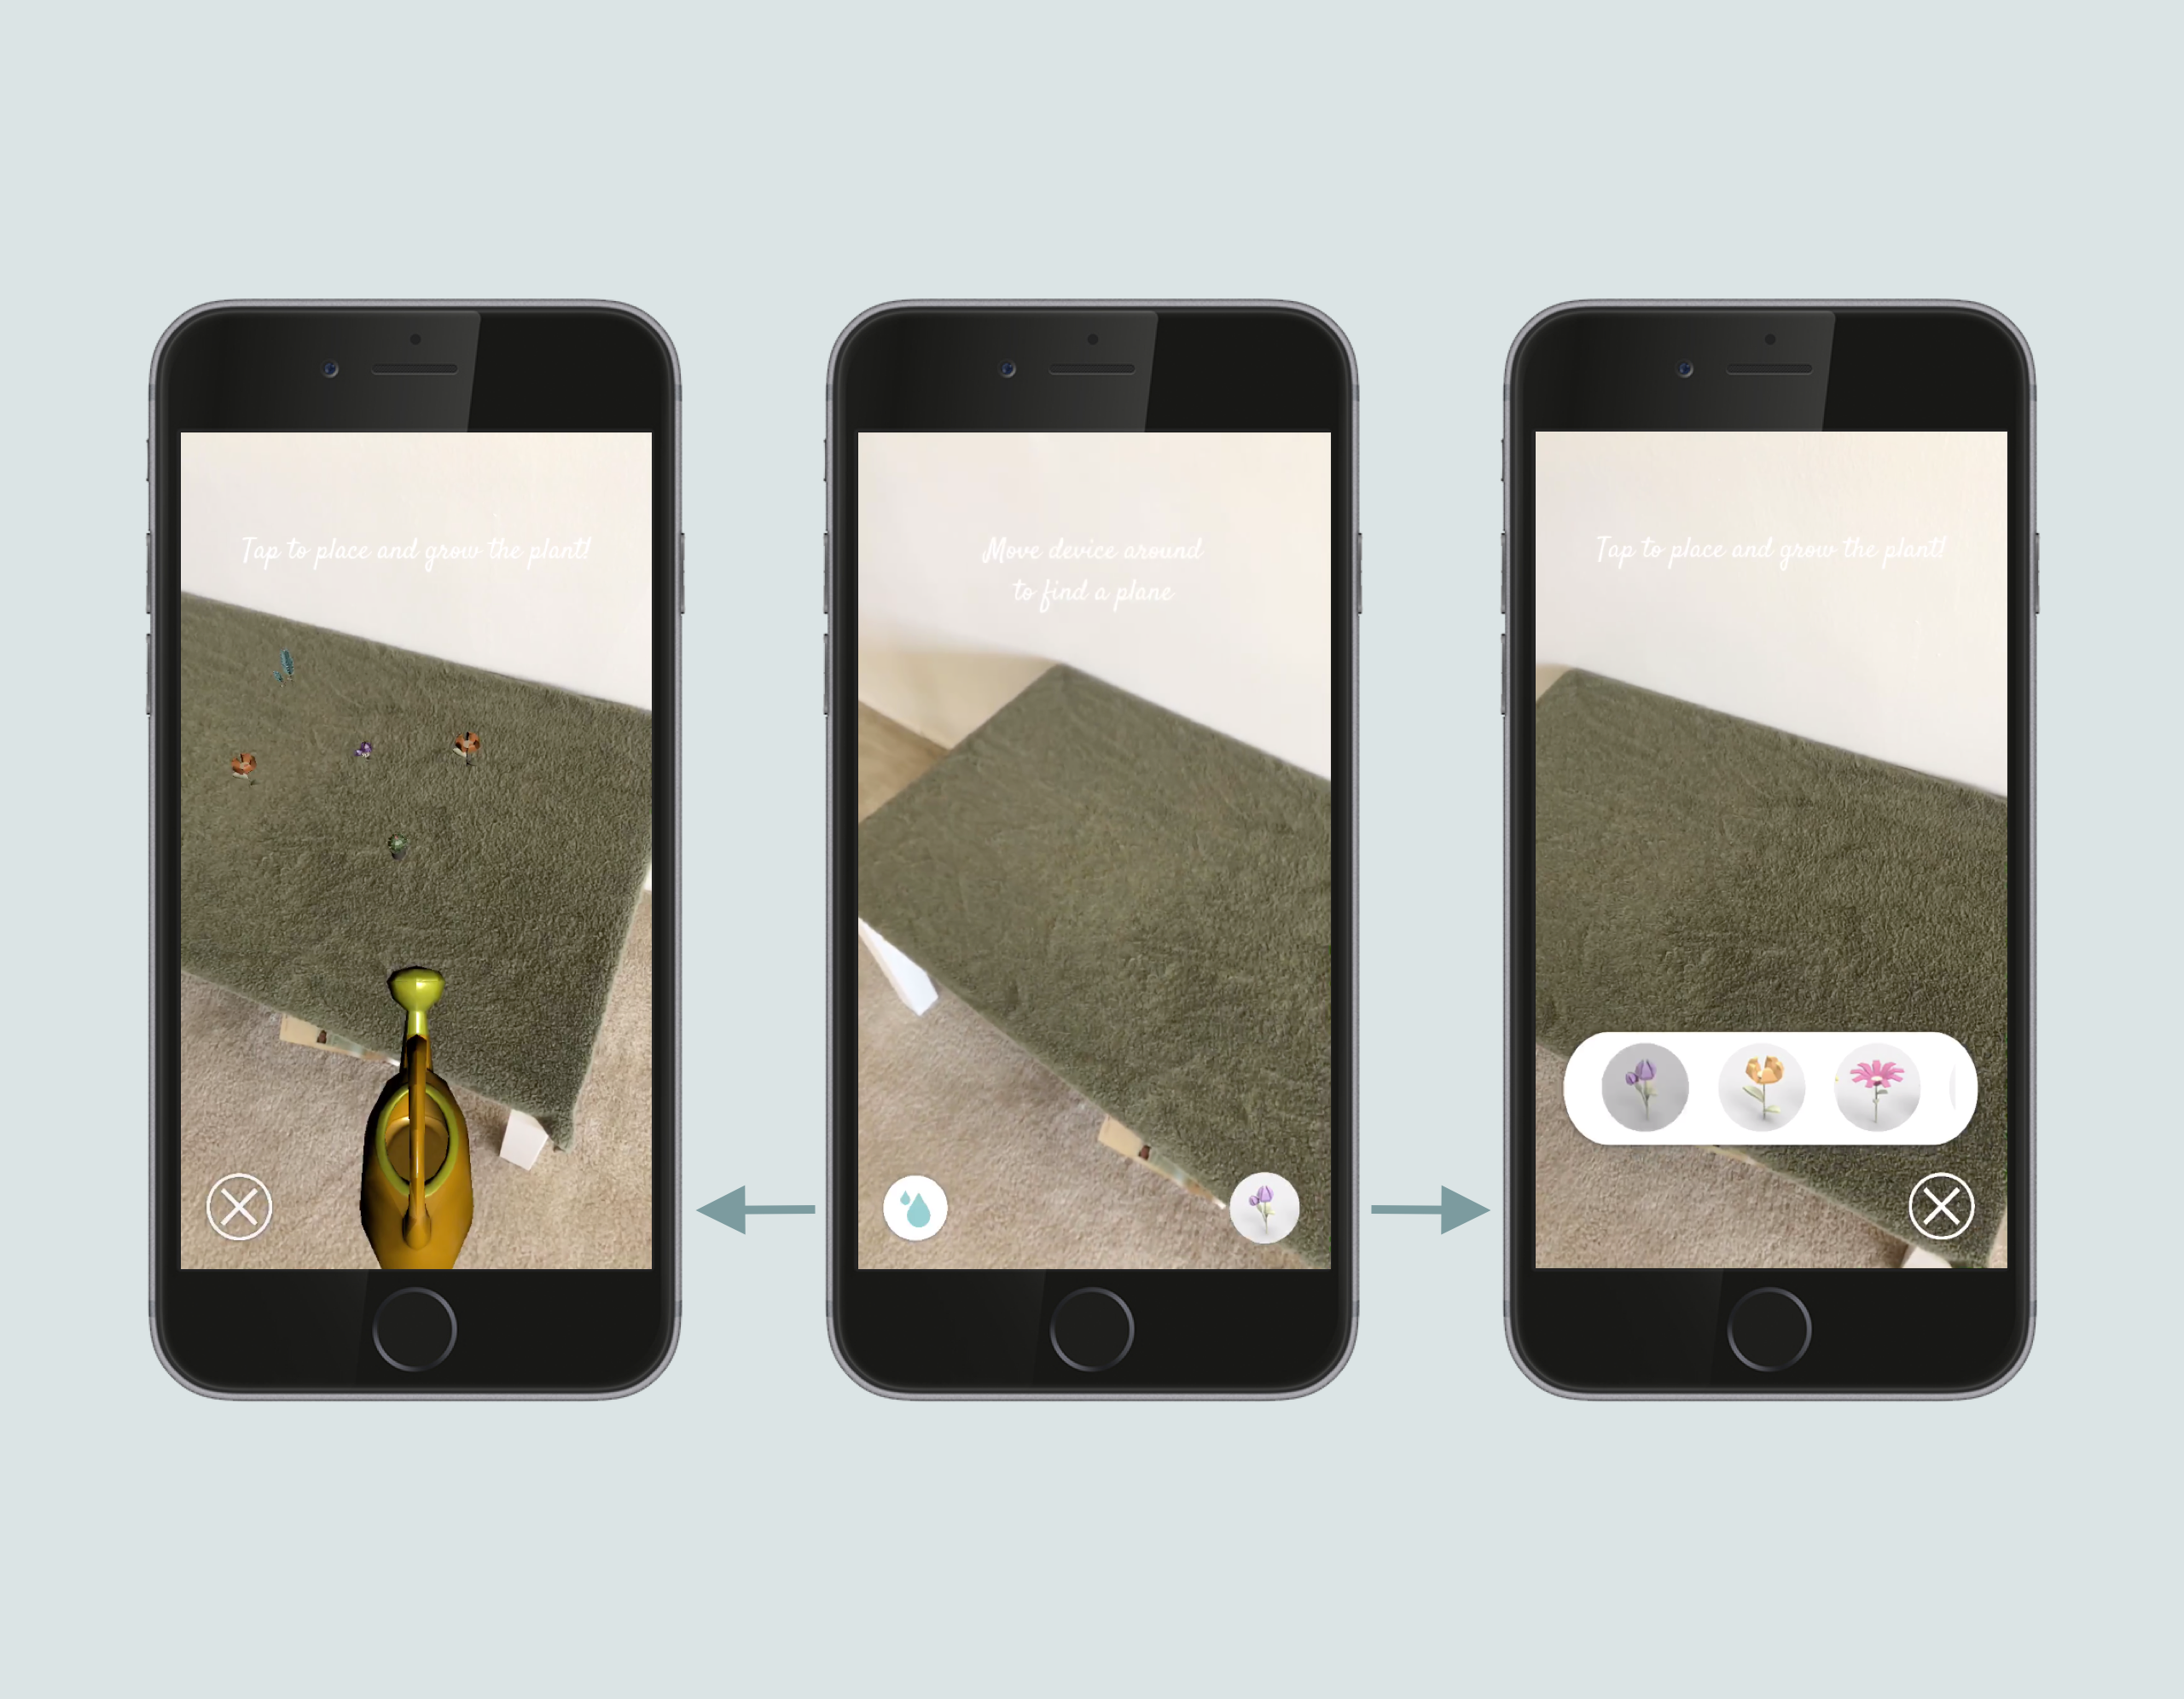 Tap to place and grow the plant!
Move device around
to find a plane
Tap to place and grow the plant!